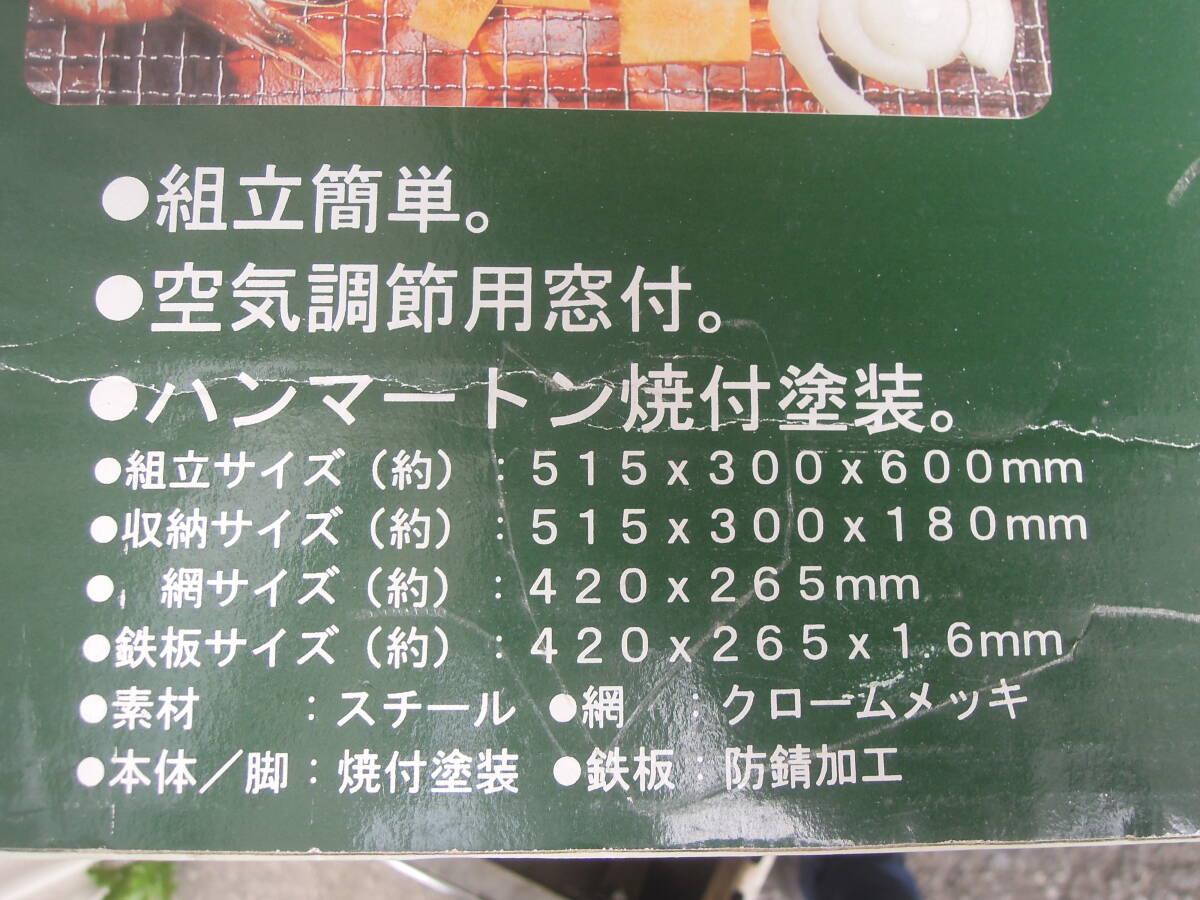 ●組立簡単。
●空気調節用窓付。
●ハンマートン焼付塗装。
●組立サイズ（約）：５１５ｘ３００ｘ６００mm
●収納サイズ（約）：５１５ｘ３００ｘ１８０mm
●　網サイズ（約）：４２０ｘ２６５mm
●鉄板サイズ（約）：４２０ｘ２６５ｘ１.６mm
●素材　　：スチール　●網　：クロームメッキ
●本体／脚：焼付塗装　●鉄板：防錆加工